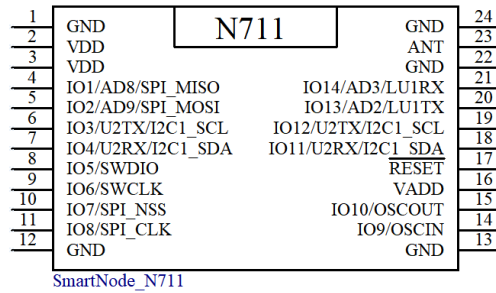 N711
1 GND
2 VDD
3 VDD
4 IO1/AD8/SPI_MISO
5 IO2/AD9/SPI_MOSI
6 IO3/U2TX/I2C1_SCL
7 IO4/U2RX/I2C1_SDA
8 IO5/SWDIO
9 IO6/SWCLK
10 IO7/SPI_NSS
11 IO8/SPI_CLK
12 GND
GND 24
ANT 23
GND 22
IO14/AD3/LU1RX 21
IO13/AD2/LU1TX 20
IO12/U2TX/I2C1_SCL 19
IO11/U2RX/I2C1_SDA 18
RESET 17
VADD 16
IO10/OSCOUT 15
IO9/OSCIN 14
GND 13
SmartNode_N711